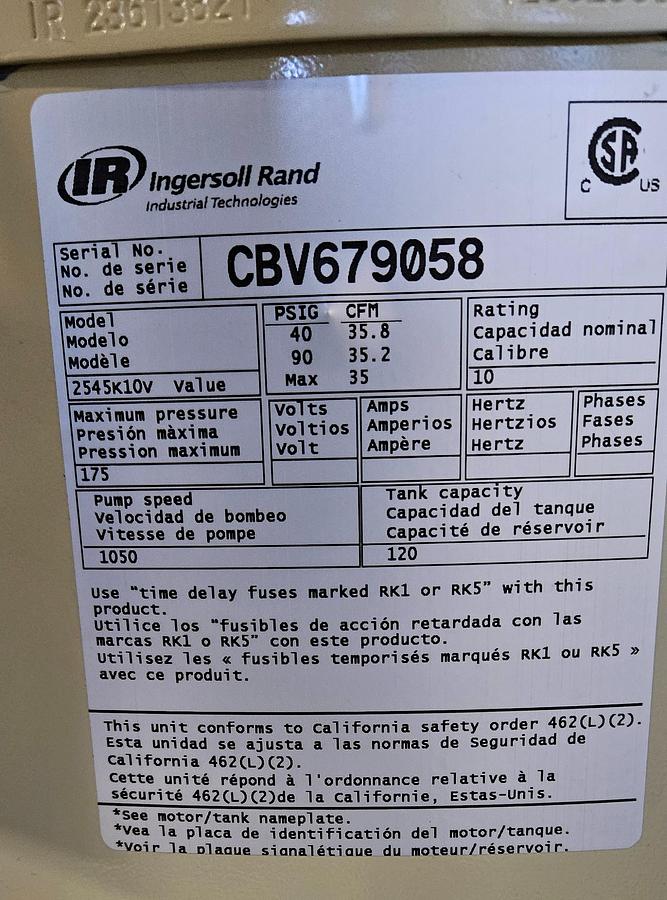 IR 23613321
IR Ingersoll Rand
Industrial Technologies
C SA US
Serial No.
No. de serie
No. de série
CBV679058
Model
Modelo
Modèle
2545K10V Value
PSIG CFM
40 35.8
90 35.2
Max 35
Rating
Capacidad nominal
Calibre
10
Maximum pressure
Presión màxima
Pression maximum
175
Volts
Voltios
Volt
Amps
Amperios
Ampère
Hertz
Hertzios
Hertz
Phases
Fases
Phases
Pump speed
Velocidad de bombeo
Vitesse de pompe
1050
Tank capacity
Capacidad del tanque
Capacité de réservoir
120
Use "time delay fuses marked RK1 or RK5" with this
product.
Utilice los "fusibles de acción retardada con las
marcas RK1 o RK5" con este producto.
Utilisez les « fusibles temporisés marqués RK1 ou RK5 »
avec ce produit.
This unit conforms to California safety order 462(L)(2).
Esta unidad se ajusta a las normas de Seguridad de
California 462(L)(2).
Cette unité répond à l'ordonnance relative à la
sécurité 462(L)(2)de la Californie, Estas-Unis.
*See motor/tank nameplate.
*Vea la placa de identificatión del motor/tanque.
*Voir la plaque signalétique du moteur/réservoir.